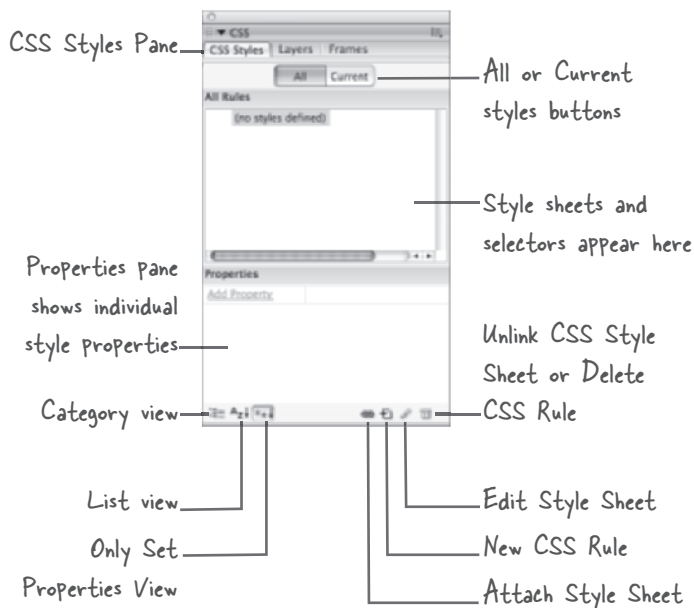 CSS
CSS Styles Pane
CSS Styles Layers Frames
All Current
All or Current
styles buttons
All Rules
(no styles defined)
Style sheets and
selectors appear here
Properties pane
shows individual
style properties
Properties
Add Property
Unlink CSS Style
Sheet or Delete
CSS Rule
Category view
List view
Only Set
Properties View
Edit Style Sheet
New CSS Rule
Attach Style Sheet